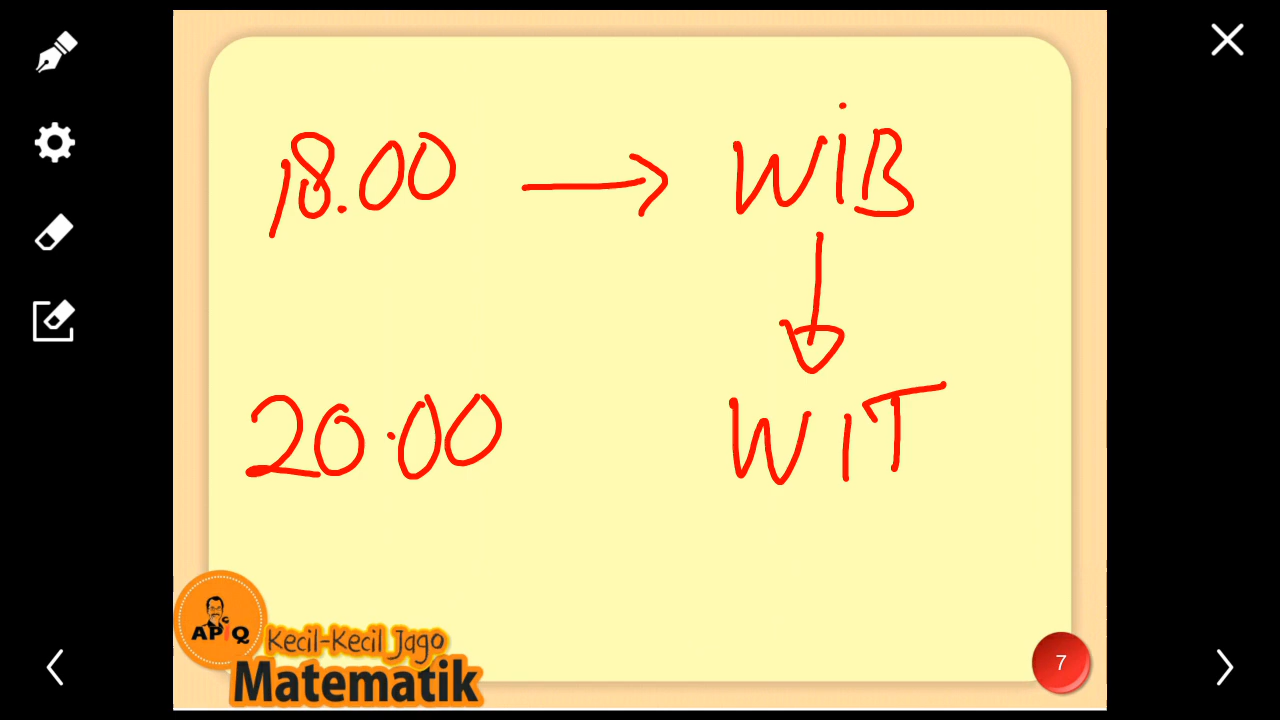 18.00 → WiB
20.00 WIT
APiQ
Kecil-Kecil Jago
Matematik
7